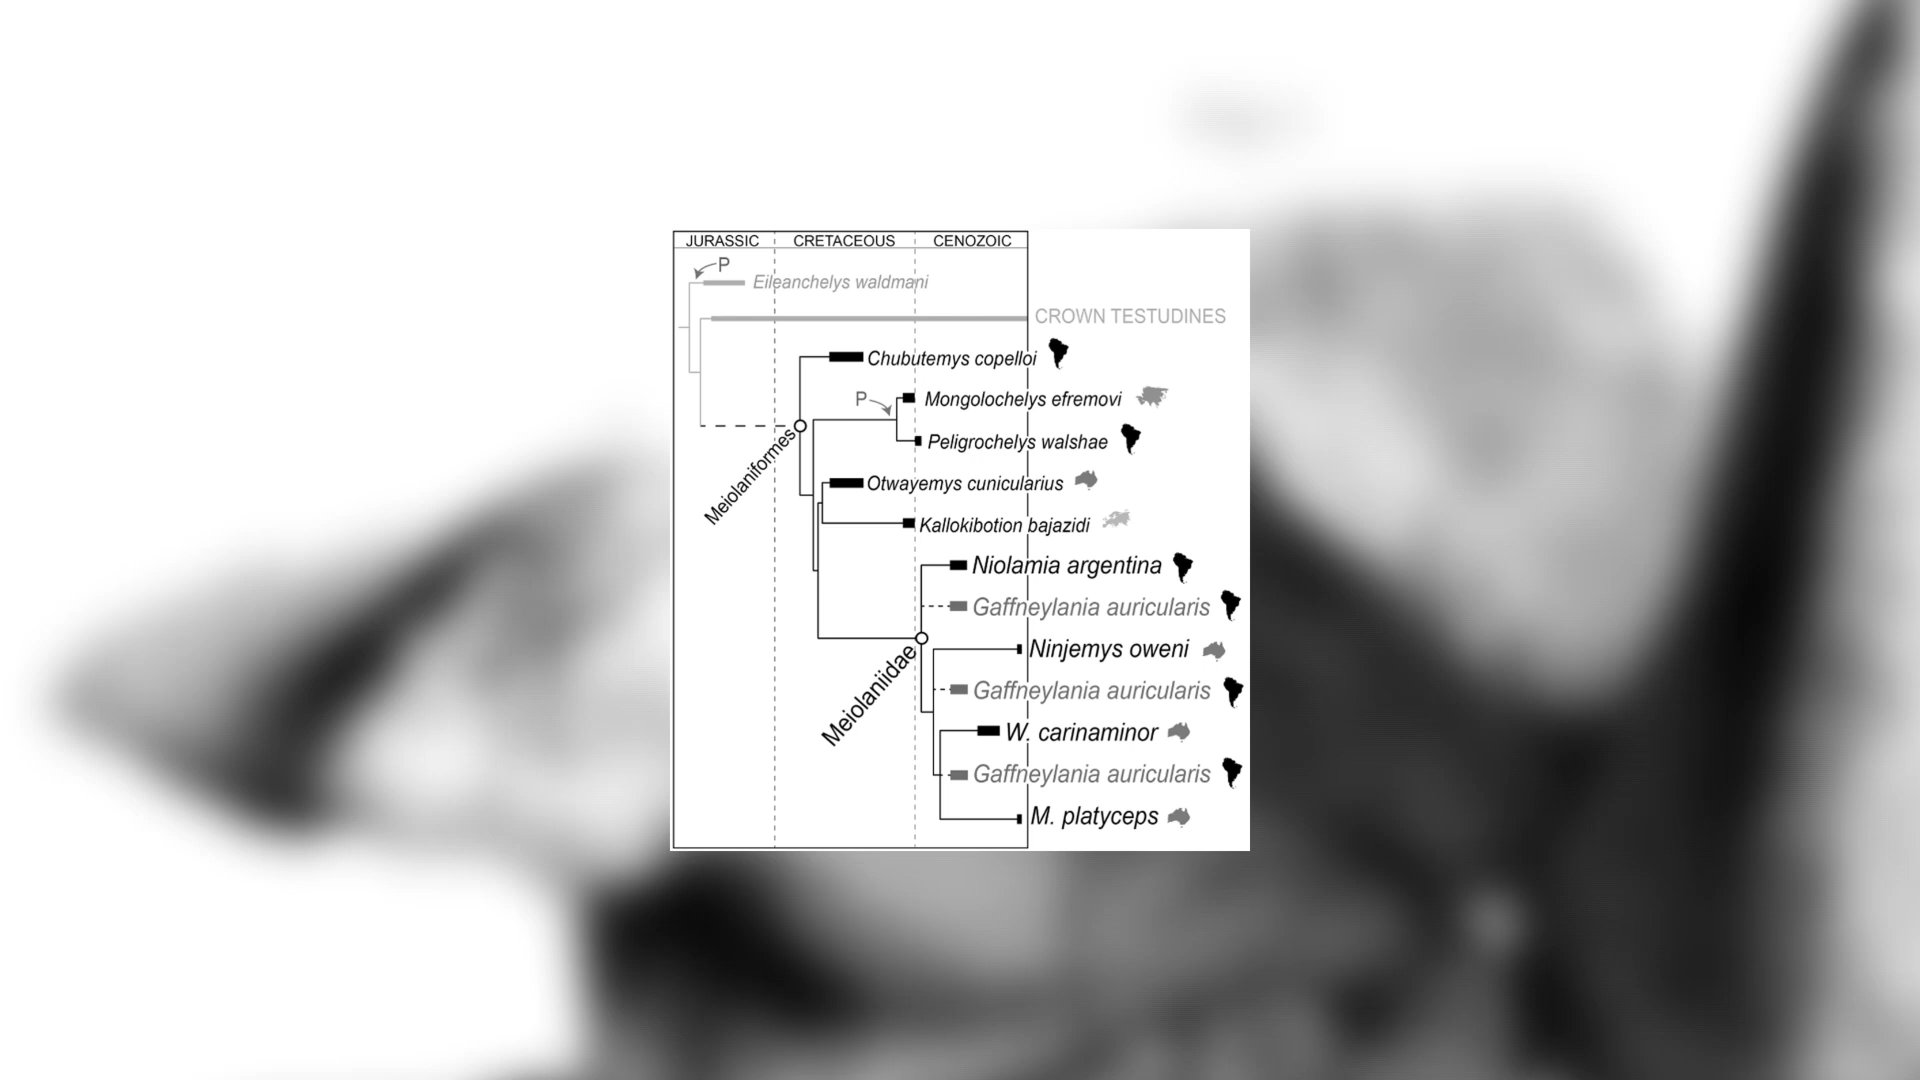 JURASSIC CRETACEOUS CENOZOIC
P
Eileanchelys waldmani
CROWN TESTUDINES
Chubutemys copelloi
P
Mongolochelys efremovi
Peligrochelys walshae
Meiolaniformes
Otwayemys cunicularius
Kallokibotion bajazidi
Niolamia argentina
Gaffneylania auricularis
Ninjemys oweni
Meiolaniidae
Gaffneylania auricularis
W. carinaminor
Gaffneylania auricularis
M. platyceps